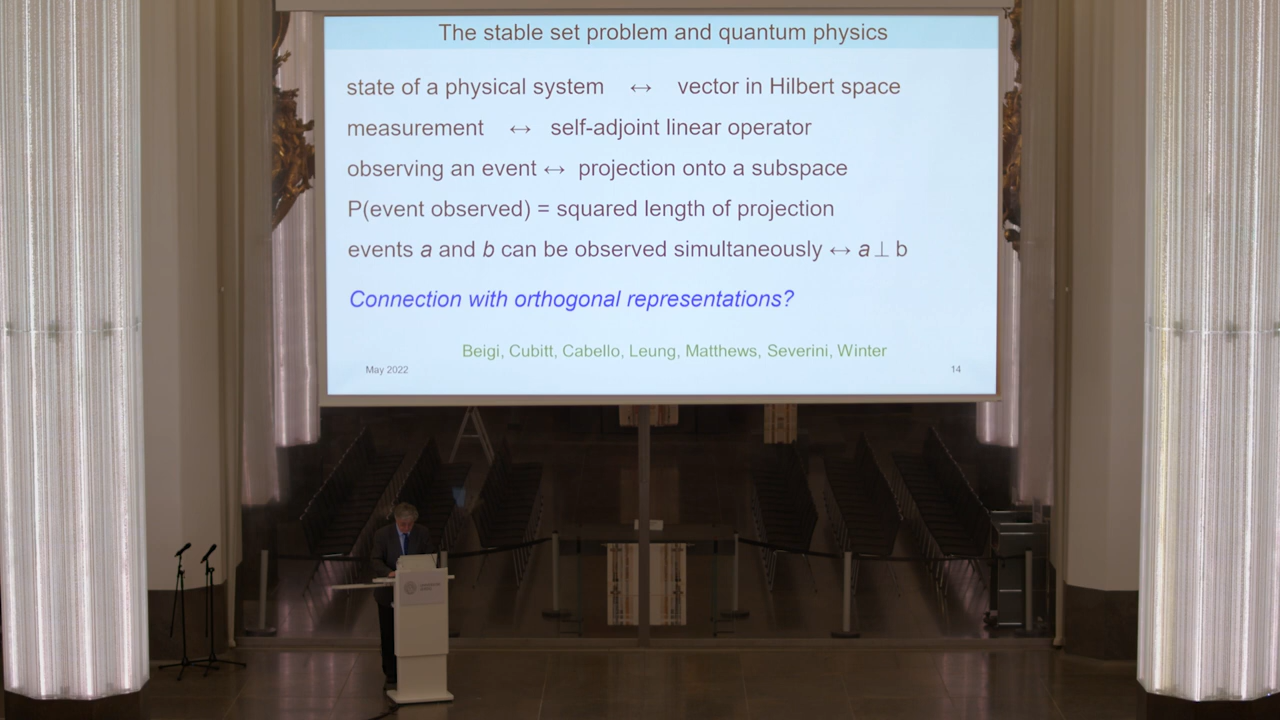 The stable set problem and quantum physics
state of a physical system ↔ vector in Hilbert space
measurement ↔ self-adjoint linear operator
observing an event ↔ projection onto a subspace
P(event observed) = squared length of projection
events a and b can be observed simultaneously ↔ a ⊥ b
Connection with orthogonal representations?
Beigi, Cubitt, Cabello, Leung, Matthews, Severini, Winter
May 2022 14